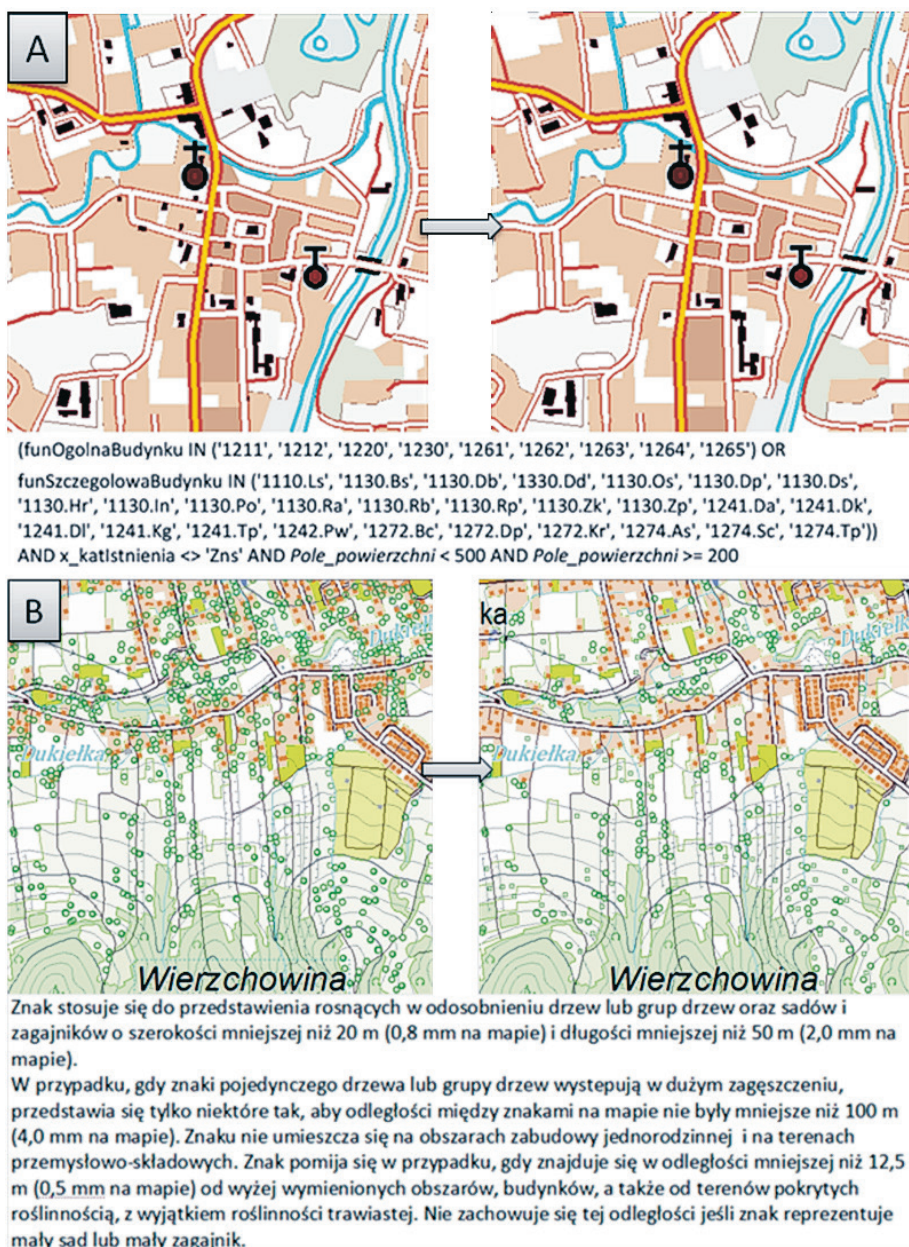 A
(funOgolnaBudynku IN ('1211', '1212', '1220', '1230', '1261', '1262', '1263', '1264', '1265') OR
funSzczegolowaBudynku IN ('1110.Ls', '1130.Bs', '1130.Db', '1330.Dd', '1130.Os', '1130.Dp', '1130.Ds',
'1130.Hr', '1130.In', '1130.Po', '1130.Ra', '1130.Rb', '1130.Rp', '1130.Zk', '1130.Zp', '1241.Da', '1241.Dk',
'1241.Dl', '1241.Kg', '1241.Tp', '1242.Pw', '1272.Bc', '1272.Dp', '1272.Kr', '1274.As', '1274.Sc', '1274.Tp'))
AND x_katIstnienia <> 'Zns' AND Pole_powierzchni < 500 AND Pole_powierzchni >= 200
B
Dukiełka
Dukiełka
Wierzchowina
ka
Dukiełka
Dukiełka
Wierzchowina
Znak stosuje się do przedstawienia rosnących w odosobnieniu drzew lub grup drzew oraz sadów i
zagajników o szerokości mniejszej niż 20 m (0,8 mm na mapie) i długości mniejszej niż 50 m (2,0 mm na
mapie).
W przypadku, gdy znaki pojedynczego drzewa lub grupy drzew wystepują w dużym zagęszczeniu,
przedstawia się tylko niektóre tak, aby odległości między znakami na mapie nie były mniejsze niż 100 m
(4,0 mm na mapie). Znaku nie umieszcza się na obszarach zabudowy jednorodzinnej i na terenach
przemysłowo-składowych. Znak pomija się w przypadku, gdy znajduje się w odległości mniejszej niż 12,5
m (0,5 mm na mapie) od wyżej wymienionych obszarów, budynków, a także od terenów pokrytych
roślinnością, z wyjątkiem roślinności trawiastej. Nie zachowuje się tej odległości jeśli znak reprezentuje
mały sad lub mały zagajnik.